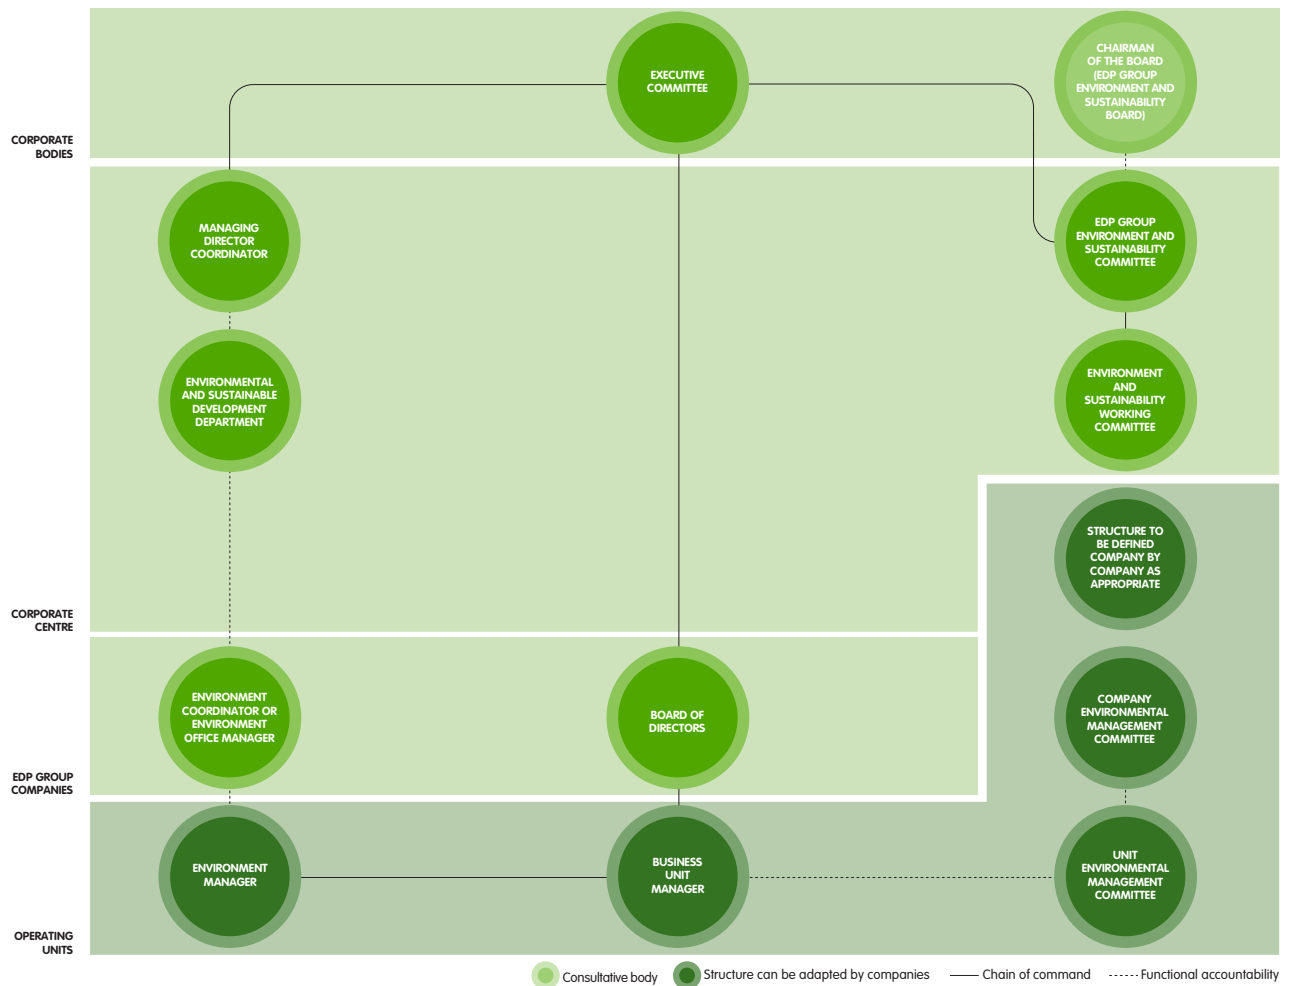 EXECUTIVE
COMMITTEE
CHAIRMAN
OF THE BOARD
(EDP GROUP
ENVIRONMENT AND
SUSTAINABILITY
BOARD)
CORPORATE
BODIES
MANAGING
DIRECTOR
COORDINATOR
EDP GROUP
ENVIRONMENT AND
SUSTAINABILITY
COMMITTEE
ENVIRONMENTAL
AND SUSTAINABLE
DEVELOPMENT
DEPARTMENT
ENVIRONMENT
AND
SUSTAINABILITY
WORKING
COMMITTEE
STRUCTURE TO
BE DEFINED
COMPANY BY
COMPANY AS
APPROPRIATE
CORPORATE
CENTRE
ENVIRONMENT
COORDINATOR OR
ENVIRONMENT
OFFICE MANAGER
BOARD OF
DIRECTORS
COMPANY
ENVIRONMENTAL
MANAGEMENT
COMMITTEE
EDP GROUP
COMPANIES
ENVIRONMENT
MANAGER
BUSINESS
UNIT
MANAGER
UNIT
ENVIRONMENTAL
MANAGEMENT
COMMITTEE
OPERATING
UNITS
Consultative body
Structure can be adapted by companies
Chain of command
Functional accountability